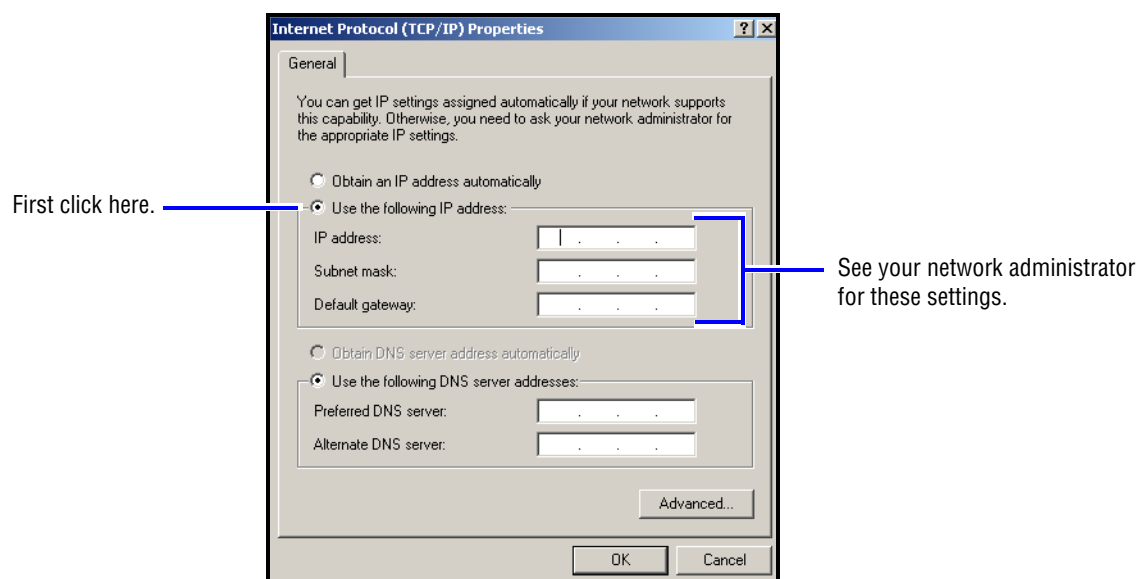 Internet Protocol (TCP/IP) Properties
General
You can get IP settings assigned automatically if your network supports
this capability. Otherwise, you need to ask your network administrator for
the appropriate IP settings.
Obtain an IP address automatically
First click here.
Use the following IP address:
IP address:
Subnet mask:
Default gateway:
See your network administrator
for these settings.
Obtain DNS server address automatically
Use the following DNS server addresses:
Preferred DNS server:
Alternate DNS server:
Advanced...
OK
Cancel